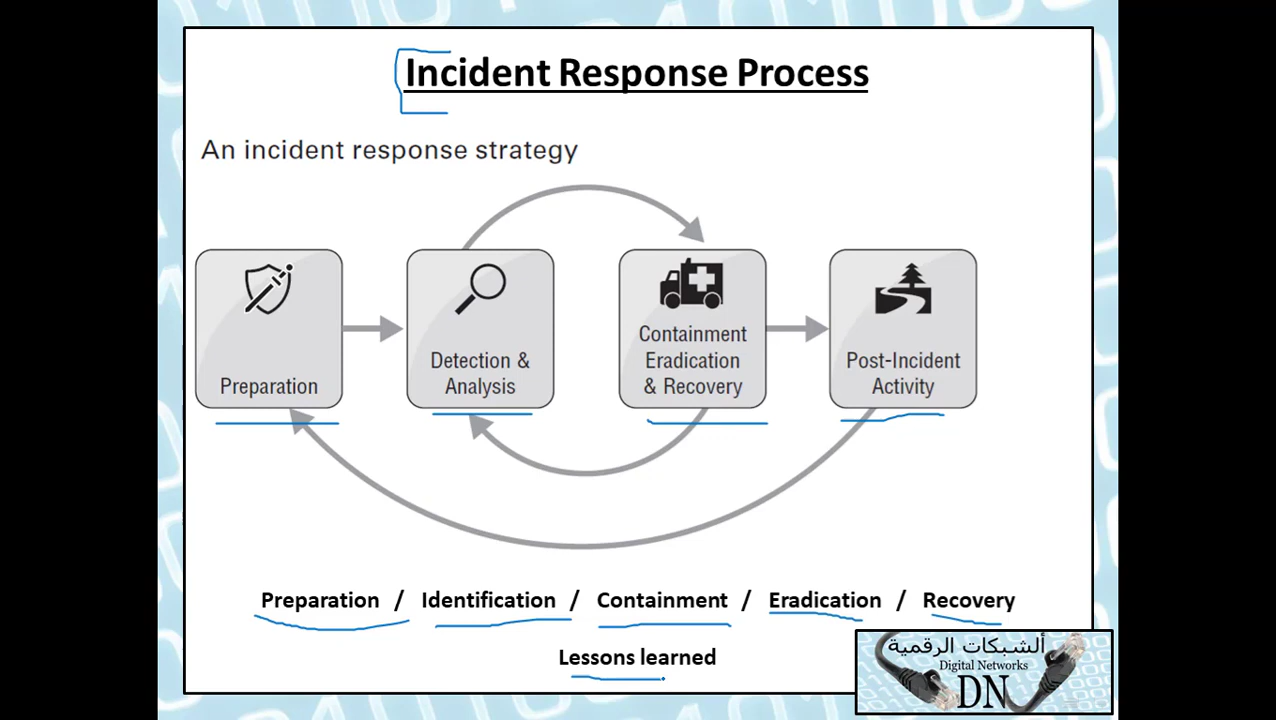 Incident Response Process
An incident response strategy
Preparation
Detection &
Analysis
Containment
Eradication
& Recovery
Post-Incident
Activity
Preparation / Identification / Containment / Eradication / Recovery
Lessons learned
ألشبكات الرقمية
Digital Networks
DN